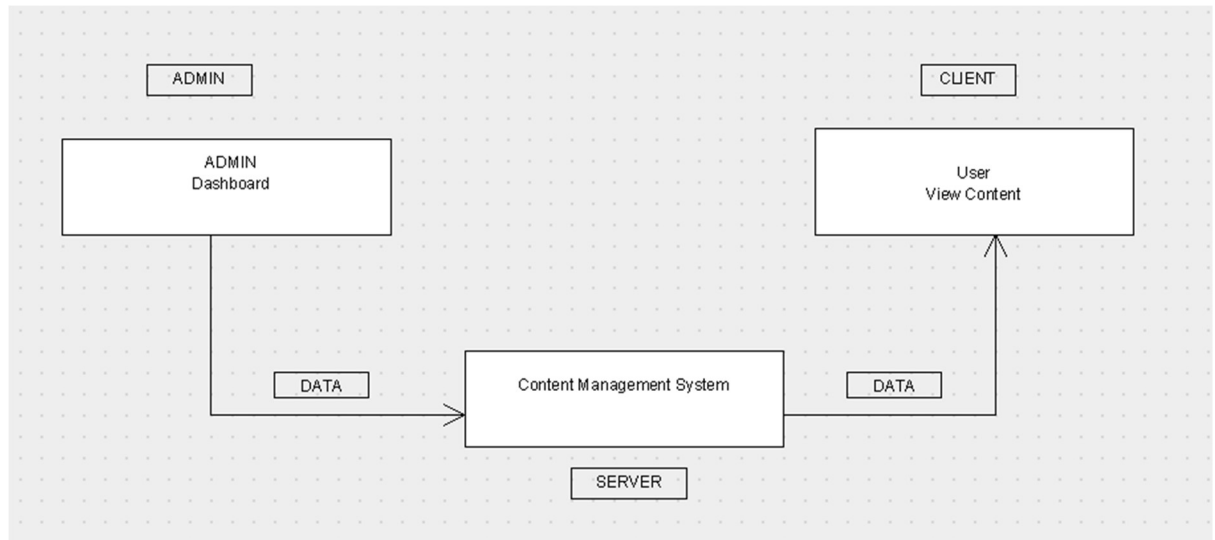 ADMIN
CLIENT
ADMIN
Dashboard
User
View Content
DATA
Content Management System
DATA
SERVER